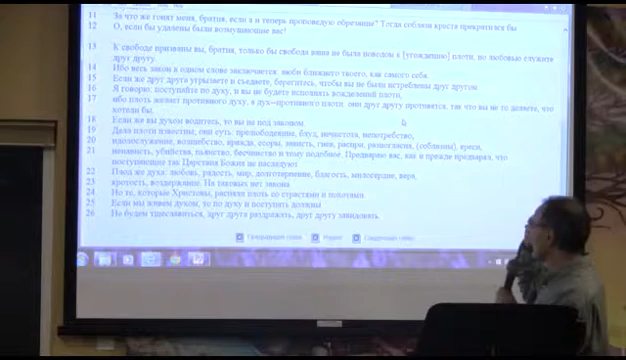 11 За что же гонят меня, братия, если я и теперь проповедую обрезание? Тогда соблазн креста прекратился бы
12 О, если бы удалены были возмущающие вас!
13 К свободе призваны вы, братия, только бы свобода ваша не была поводом к [угождению] плоти, но любовью служите
друг другу.
14 Ибо весь закон в одном слове заключается: люби ближнего твоего, как самого себя.
15 Если же друг друга угрызаете и съедаете, берегитесь, чтобы вы не были истреблены друг другом
16 Я говорю: поступайте по духу, и вы не будете исполнять вожделений плоти,
17 ибо плоть желает противного духу, а дух--противного плоти: они друг другу противятся, так что вы не то делаете, что
хотели бы.
18 Если же вы духом водитесь, то вы не под законом.
19 Дела плоти известны; они суть: прелюбодеяние, блуд, нечистота, непотребство,
20 идолослужение, волшебство, вражда, ссоры, зависть, гнев, распри, разногласия, (соблазны), ереси,
21 ненависть, убийства, пьянство, бесчинство и тому подобное. Предваряю вас, как и прежде предварял, что
поступающие так Царствия Божия не наследуют.
22 Плод же духа: любовь, радость, мир, долготерпение, благость, милосердие, вера,
23 кротость, воздержание. На таковых нет закона.
24 Но те, которые Христовы, распяли плоть со страстями и похотями.
25 Если мы живем духом, то по духу и поступать должны
26 Не будем тщеславиться, друг друга раздражать, друг другу завидовать.
Предыдущая глава Следующая глава